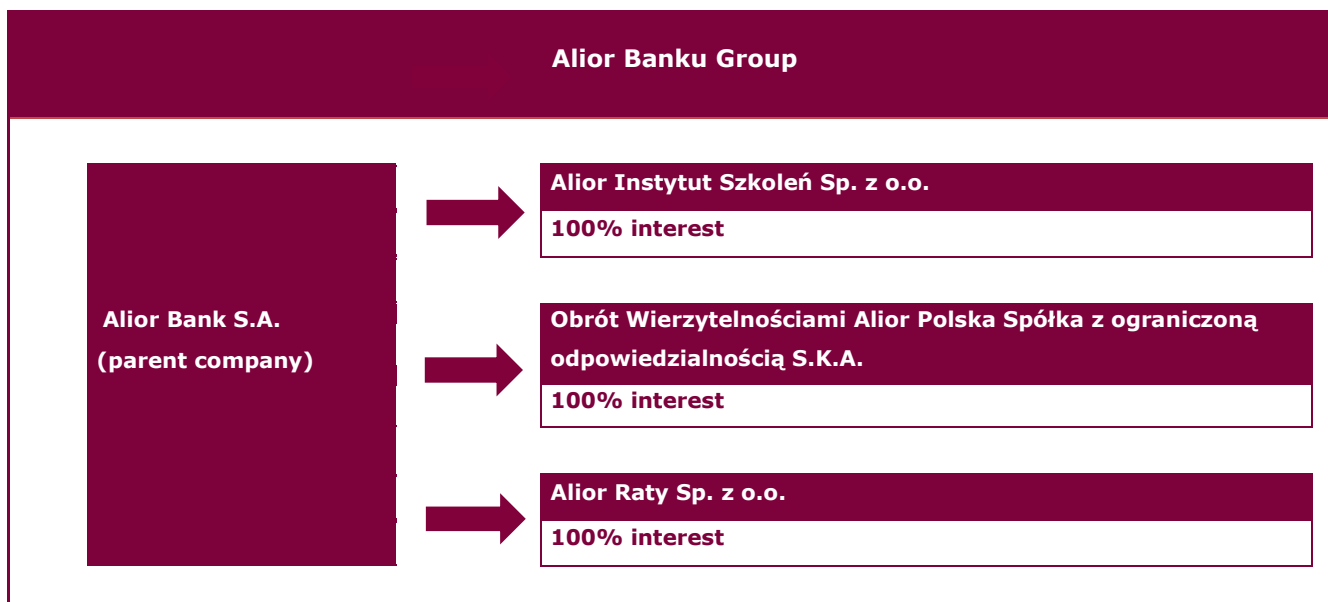 Alior Banku Group
Alior Bank S.A.
(parent company)
Alior Instytut Szkoleń Sp. z o.o.
100% interest
Obrót Wierzytelnościami Alior Polska Spółka z ograniczoną
odpowiedzialnością S.K.A.
100% interest
Alior Raty Sp. z o.o.
100% interest